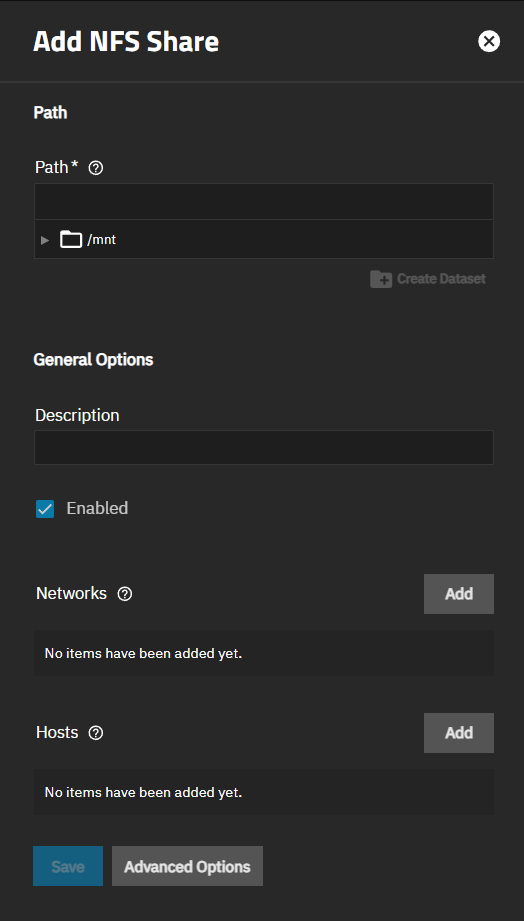 Add NFS Share
Path
Path*
/mnt
Create Dataset
General Options
Description
Enabled
Networks
Add
No items have been added yet.
Hosts
Add
No items have been added yet.
Save Advanced Options